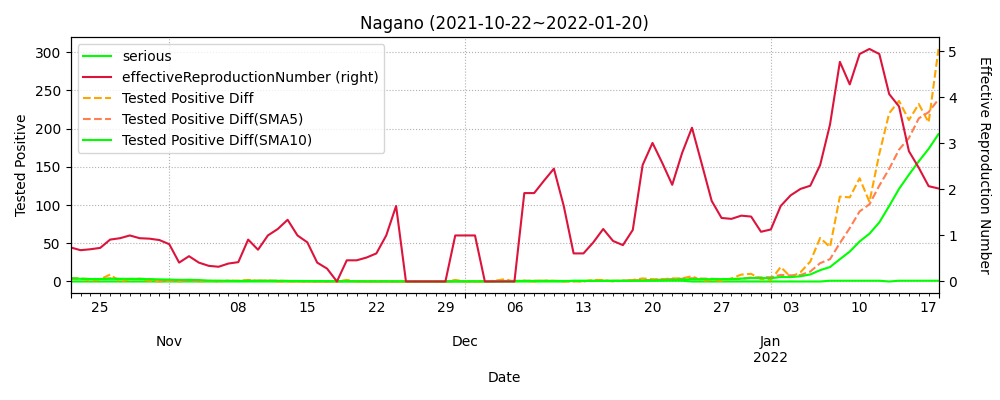 Nagano (2021-10-22~2022-01-20)
serious
effectiveReproductionNumber (right)
Tested Positive Diff
Tested Positive Diff(SMA5)
Tested Positive Diff(SMA10)
Tested Positive
300
250
200
150
100
50
0
5
4
3
2
1
0
Effective Reproduction Number
25 08 15 22 29 06 13 20 27 03 10 17
Nov Dec Jan
2022
Date